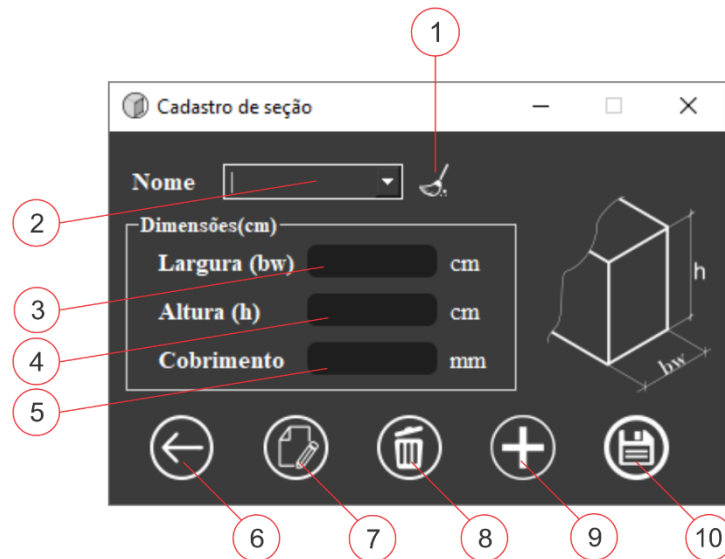 1
Cadastro de seção
Nome
2
Dimensões(cm)
Largura (bw) cm
3
h
Altura (h) cm
4
Cobrimento mm
bw
5
6 7 8 9 10